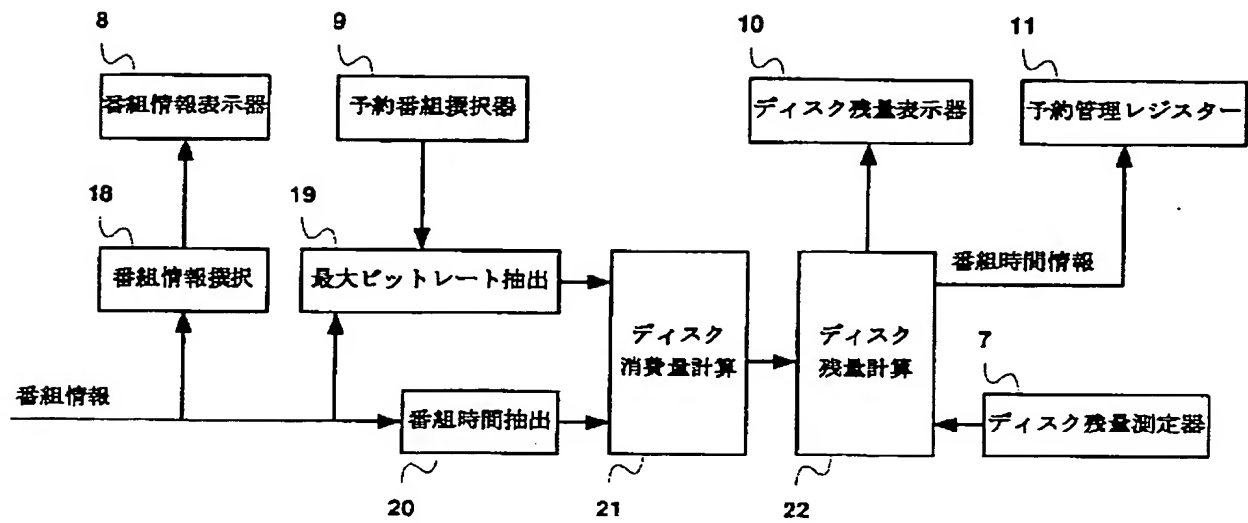 8
9
10
11
番組情報表示器
予約番組撰択器
ディスク残量表示器
予約管理レジスター
18
19
番組情報撰択
最大ビットレート抽出
番組時間情報
ディスク
消費量計算
ディスク
残量計算
7
番組情報
番組時間抽出
ディスク残量測定器
20
21
22